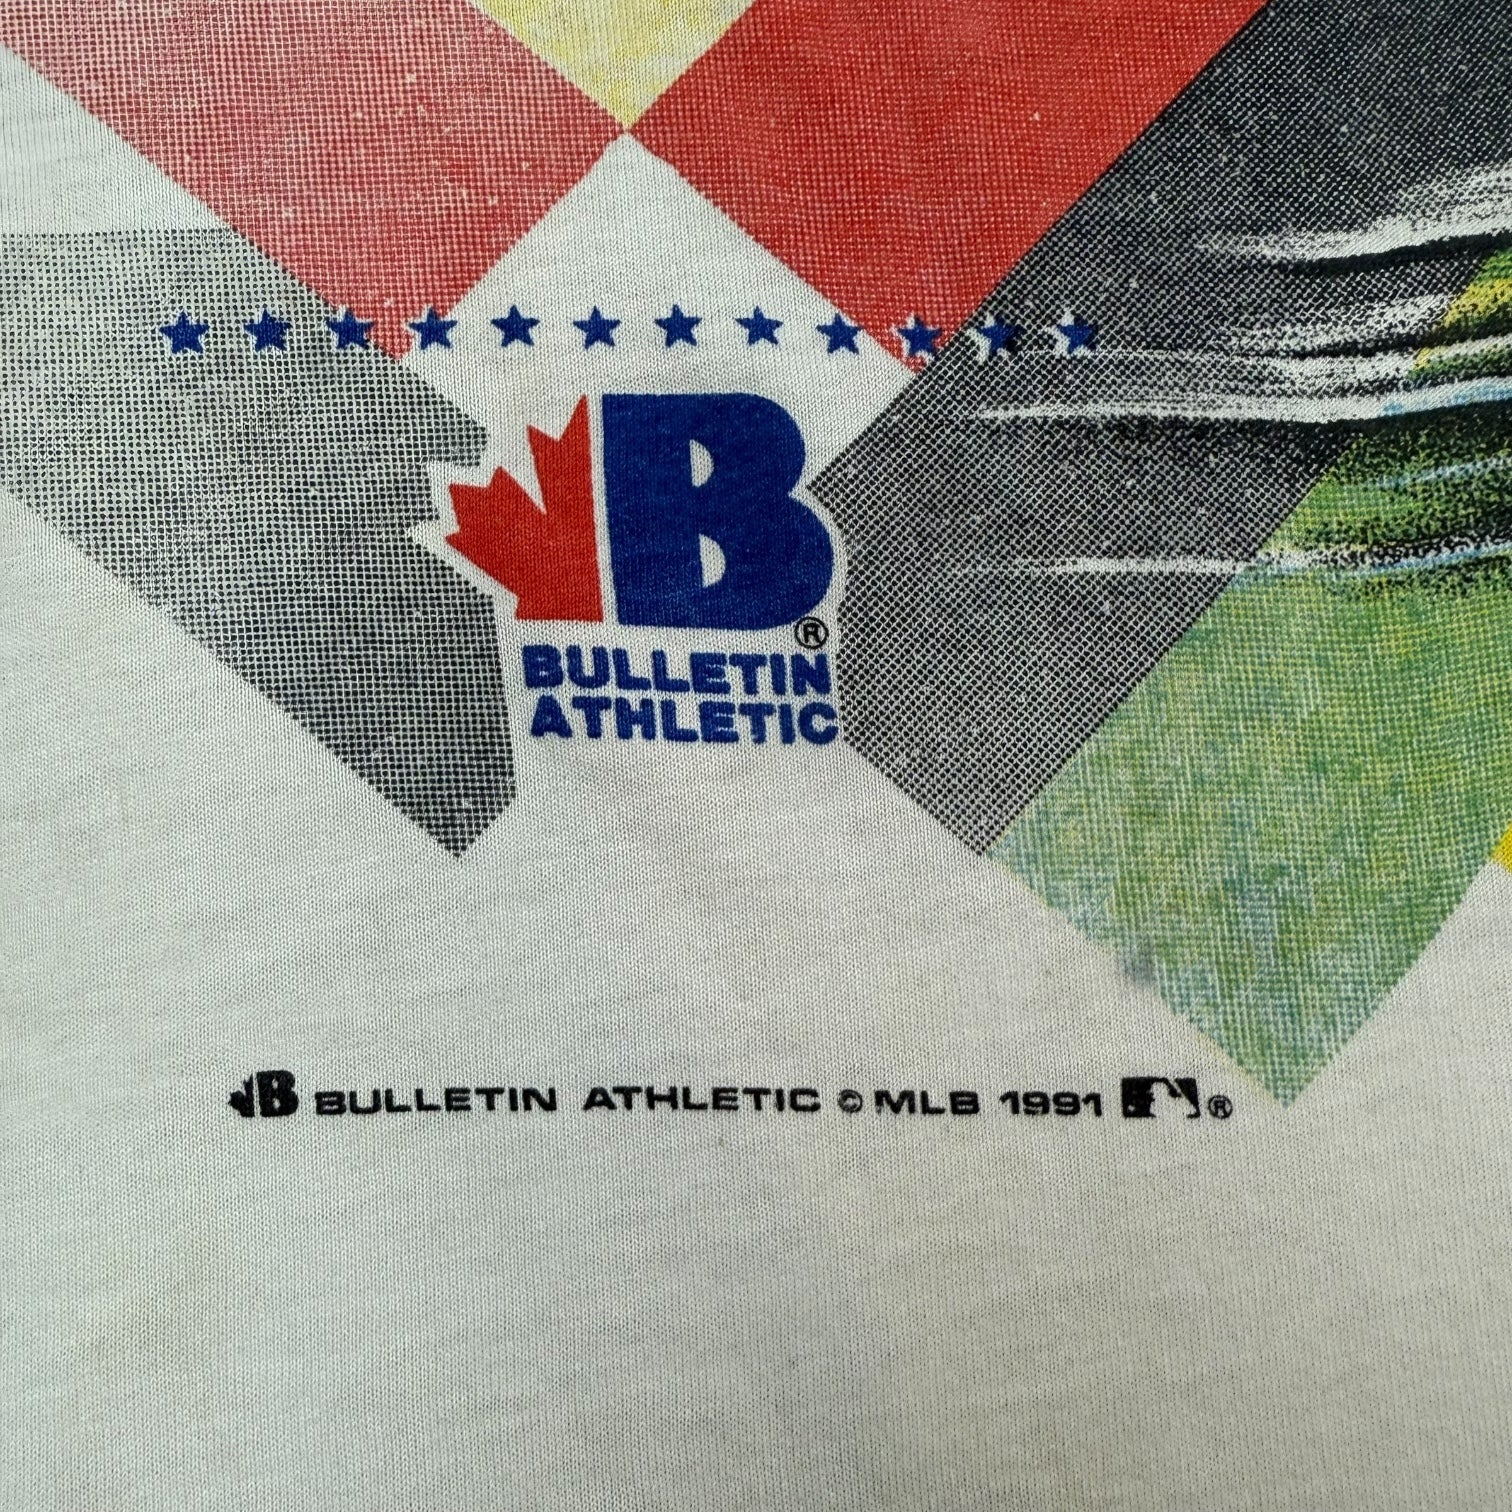 B ®
BULLETIN
ATHLETIC
B BULLETIN ATHLETIC © MLB 1991 ®